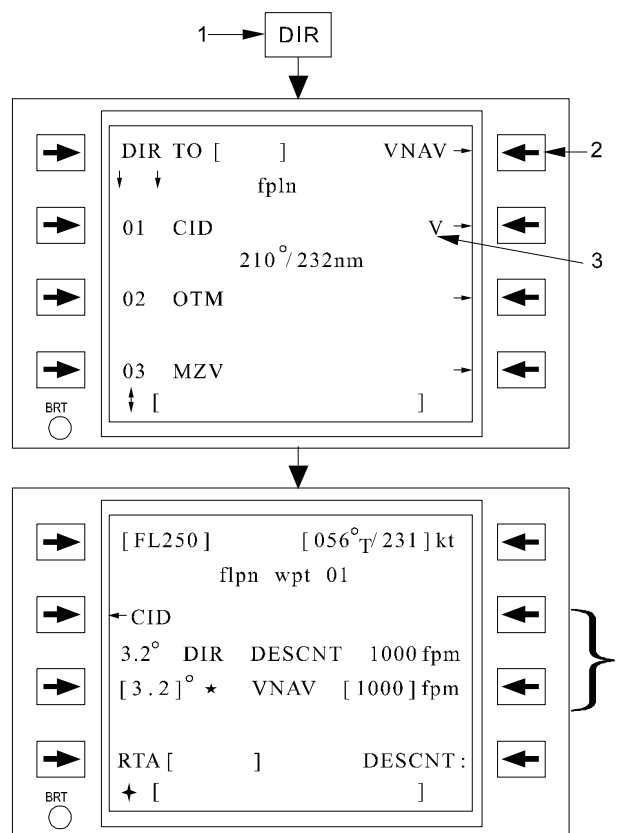 1 DIR
DIR TO [ ] VNAV → 2
↓ ↓ fpln
01 CID V → 3
210°/232nm
02 OTM →
03 MZV →
BRT ↕ [ ]
[FL250] [056°T/231] kt
flpn wpt 01
←CID
3.2° DIR DESCNT 1000 fpm
[3.2]° ★ VNAV [1000] fpm
RTA [ ] DESCNT:
BRT ✦ [ ]